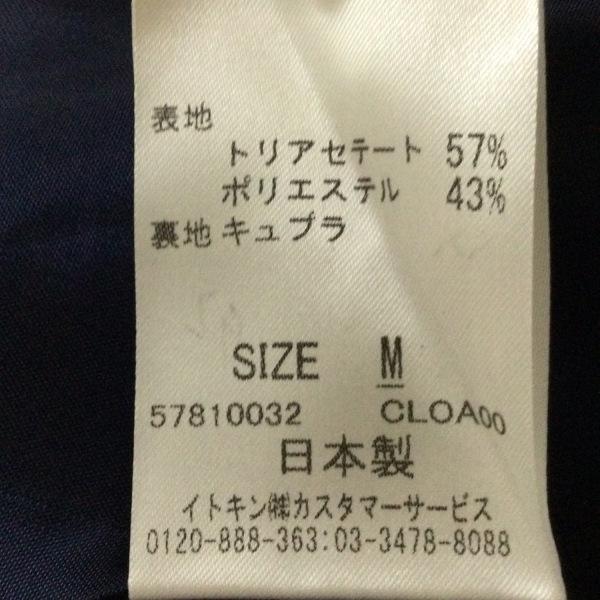 表地
トリアセテート 57%
ポリエステル 43%
裏地 キュプラ
SIZE M
57810032 CLOA00
日本製
イトキン㈱カスタマーサービス
0120-888-363:03-3478-8088